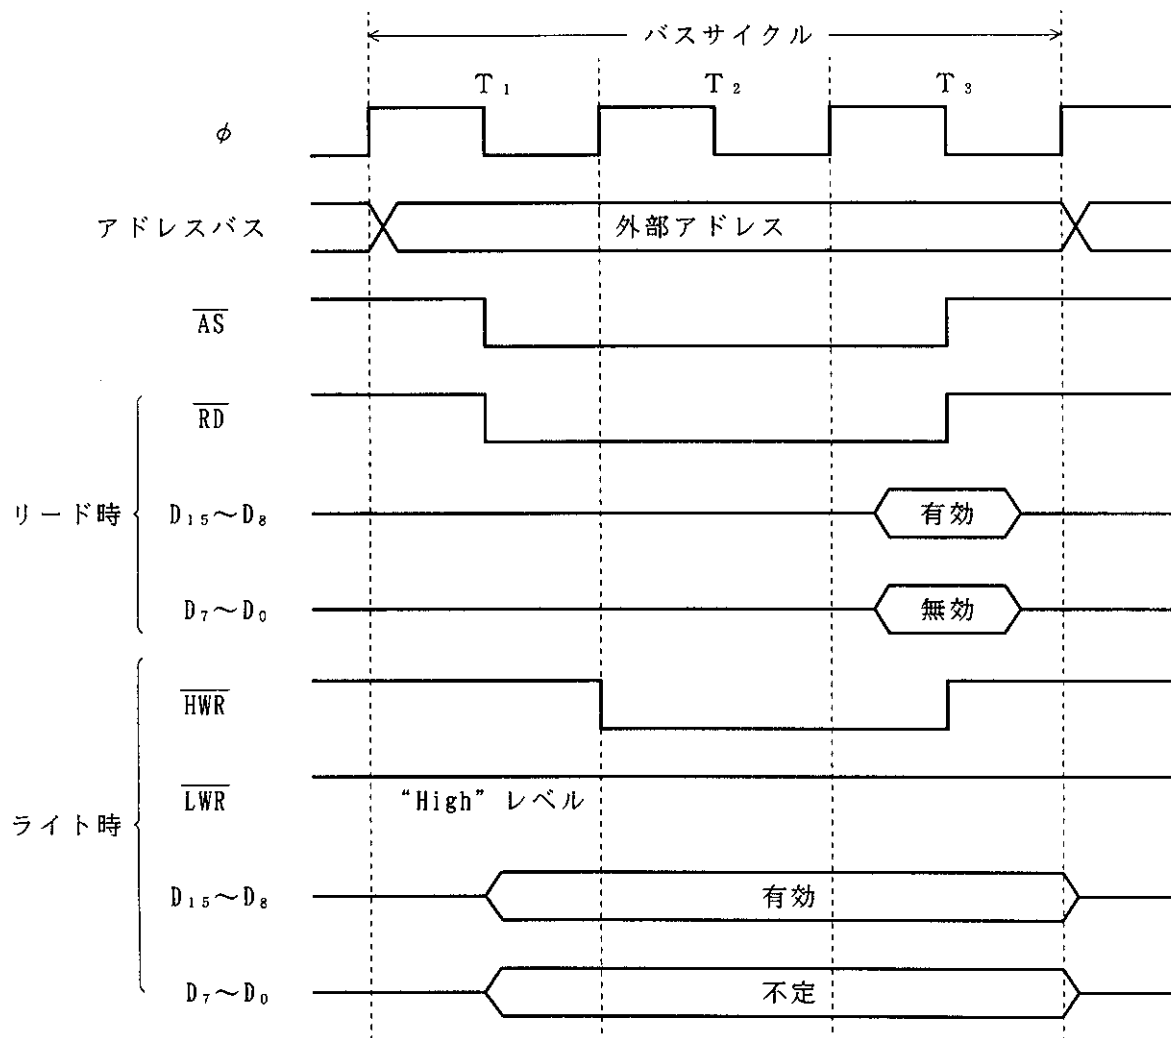 バスサイクル
T₁ T₂ T₃
φ
アドレスバス 外部アドレス
AS
RD
リード時 D₁₅～D₈ 有効
D₇～D₀ 無効
HWR
LWR “High” レベル
ライト時
D₁₅～D₈ 有効
D₇～D₀ 不定